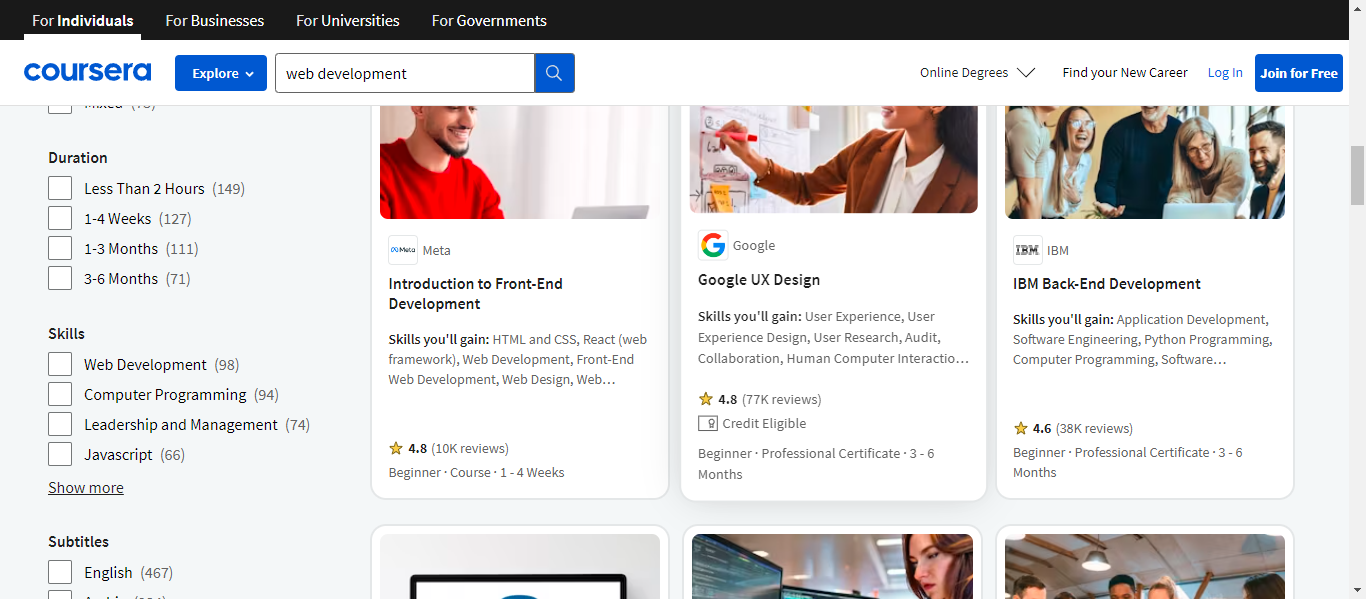 For Individuals
For Businesses
For Universities
For Governments
coursera
Explore
web development
Online Degrees
Find your New Career
Log In
Join for Free
Duration
Less Than 2 Hours (149)
1-4 Weeks (127)
1-3 Months (111)
3-6 Months (71)
Skills
Web Development (98)
Computer Programming (94)
Leadership and Management (74)
Javascript (66)
Show more
Subtitles
English (467)
Meta
Meta
Introduction to Front-End
Development
Skills you'll gain: HTML and CSS, React (web
framework), Web Development, Front-End
Web Development, Web Design, Web…
4.8 (10K reviews)
Beginner · Course · 1 - 4 Weeks
Google
Google UX Design
Skills you'll gain: User Experience, User
Experience Design, User Research, Audit,
Collaboration, Human Computer Interactio…
4.8 (77K reviews)
Credit Eligible
Beginner · Professional Certificate · 3 - 6
Months
IBM
IBM
IBM Back-End Development
Skills you'll gain: Application Development,
Software Engineering, Python Programming,
Computer Programming, Software…
4.6 (38K reviews)
Beginner · Professional Certificate · 3 - 6
Months